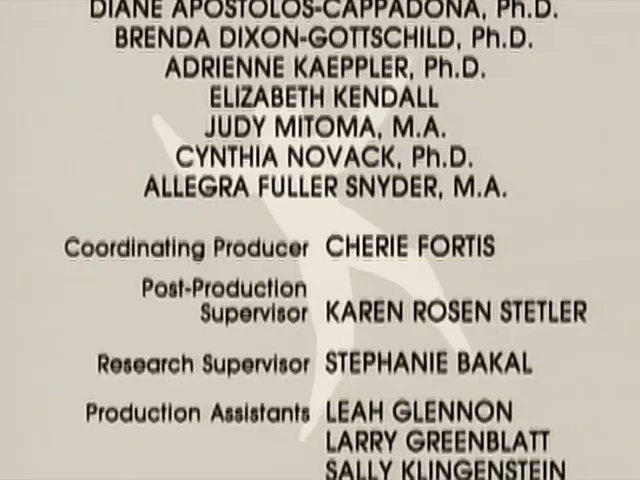 DIANE APOSTOLOS-CAPPADONA, Ph.D.
BRENDA DIXON-GOTTSCHILD, Ph.D.
ADRIENNE KAEPPLER, Ph.D.
ELIZABETH KENDALL
JUDY MITOMA, M.A.
CYNTHIA NOVACK, Ph.D.
ALLEGRA FULLER SNYDER, M.A.
Coordinating Producer CHERIE FORTIS
Post-Production
Supervisor KAREN ROSEN STETLER
Research Supervisor STEPHANIE BAKAL
Production Assistants LEAH GLENNON
LARRY GREENBLATT
SALLY KLINGENSTEIN